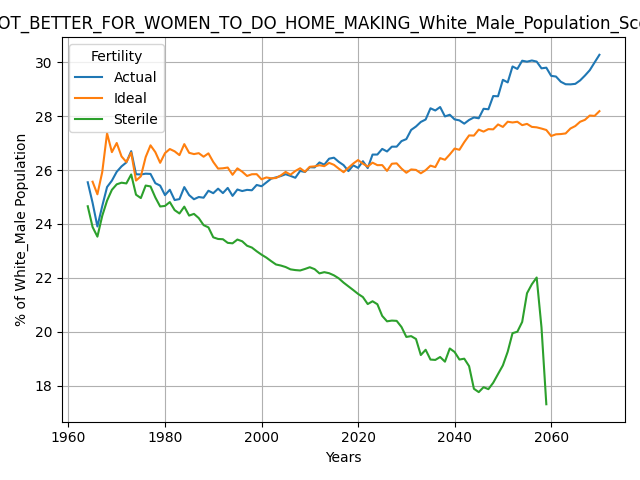 OT_BETTER_FOR_WOMEN_TO_DO_HOME_MAKING_White_Male_Population_Sc
Fertility
Actual
Ideal
Sterile
% of White_Male Population
30
28
26
24
22
20
18
1960
1980
2000
2020
2040
2060
Years